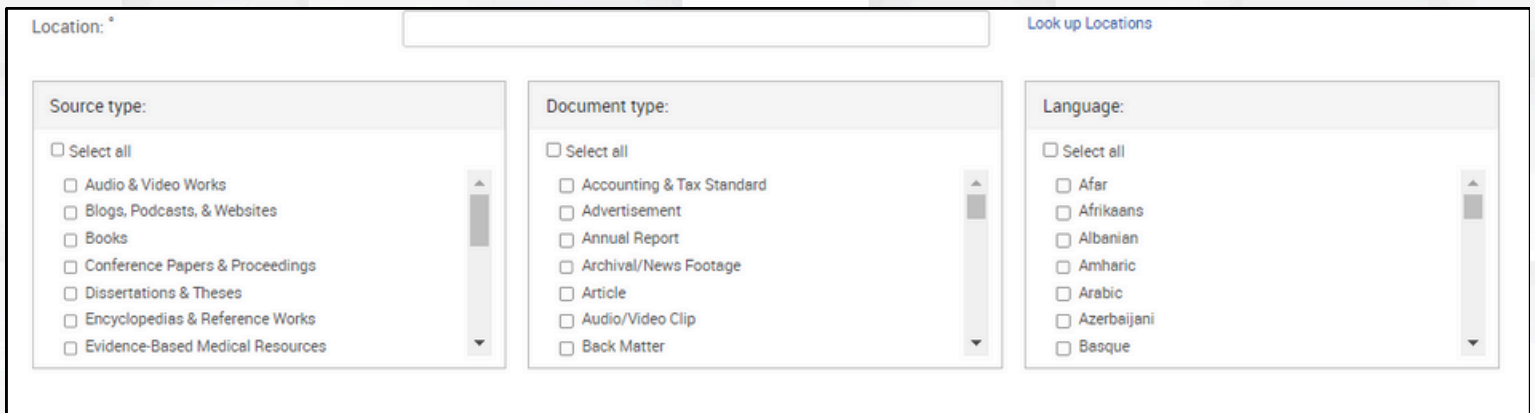 Location: *
Look up Locations
Source type:
Select all
Audio & Video Works
Blogs, Podcasts, & Websites
Books
Conference Papers & Proceedings
Dissertations & Theses
Encyclopedias & Reference Works
Evidence-Based Medical Resources
Document type:
Select all
Accounting & Tax Standard
Advertisement
Annual Report
Archival/News Footage
Article
Audio/Video Clip
Back Matter
Language:
Select all
Afar
Afrikaans
Albanian
Amharic
Arabic
Azerbaijani
Basque